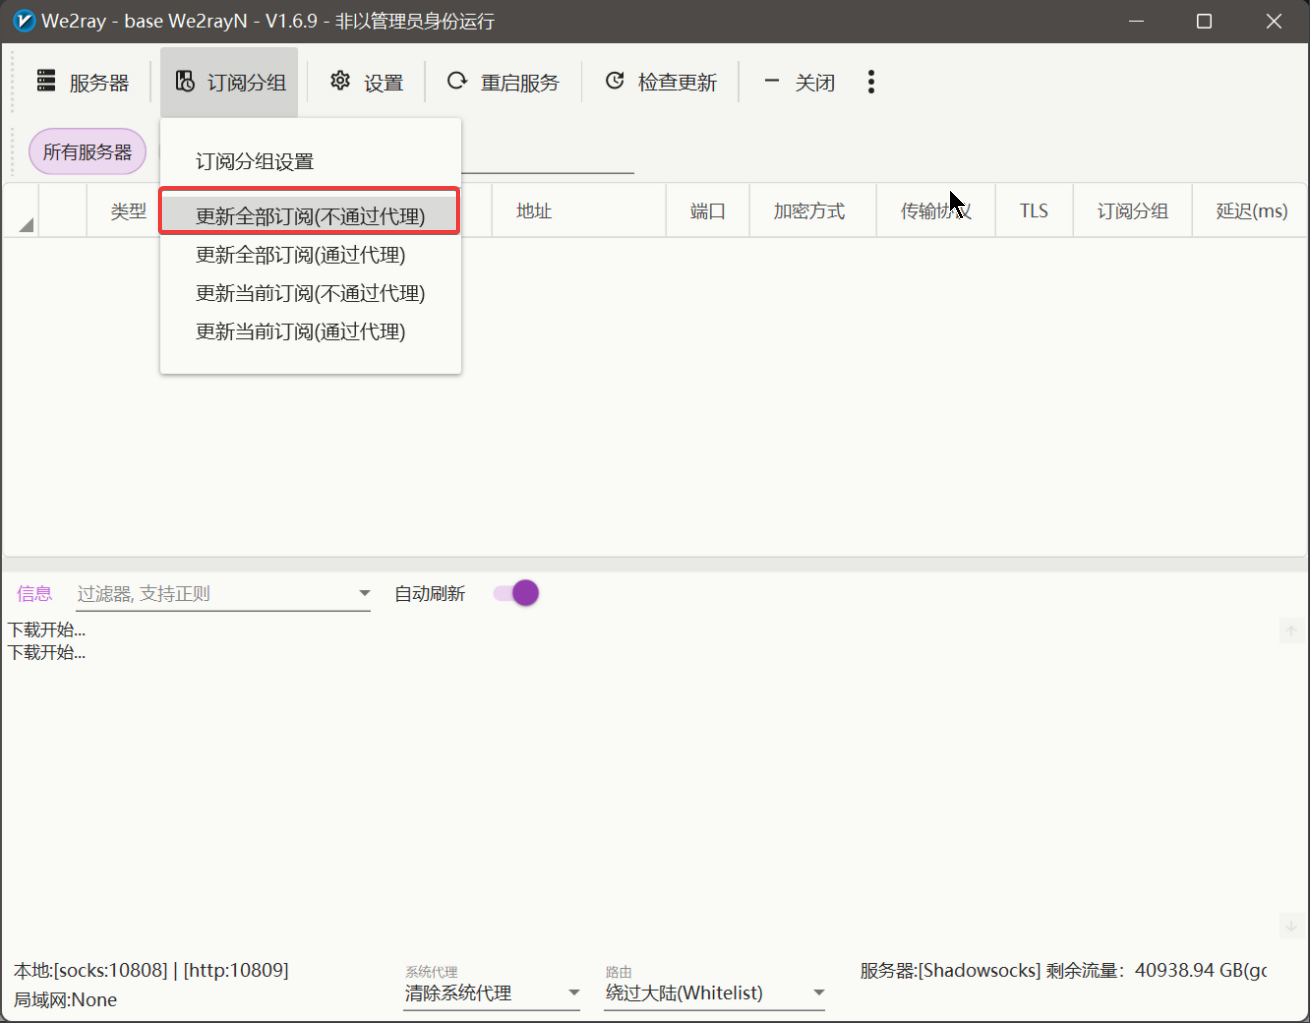 We2ray - base We2rayN - V1.6.9 - 非以管理员身份运行
服务器 订阅分组 设置 重启服务 检查更新 关闭
所有服务器
订阅分组设置
类型 地址 端口 加密方式 传输协议 TLS 订阅分组 延迟(ms)
更新全部订阅(不通过代理)
更新全部订阅(通过代理)
更新当前订阅(不通过代理)
更新当前订阅(通过代理)
信息 过滤器, 支持正则 自动刷新
下载开始...
下载开始...
本地:[socks:10808] | [http:10809]
局域网:None
系统代理
清除系统代理
路由
绕过大陆(Whitelist)
服务器:[Shadowsocks] 剩余流量：40938.94 GB(